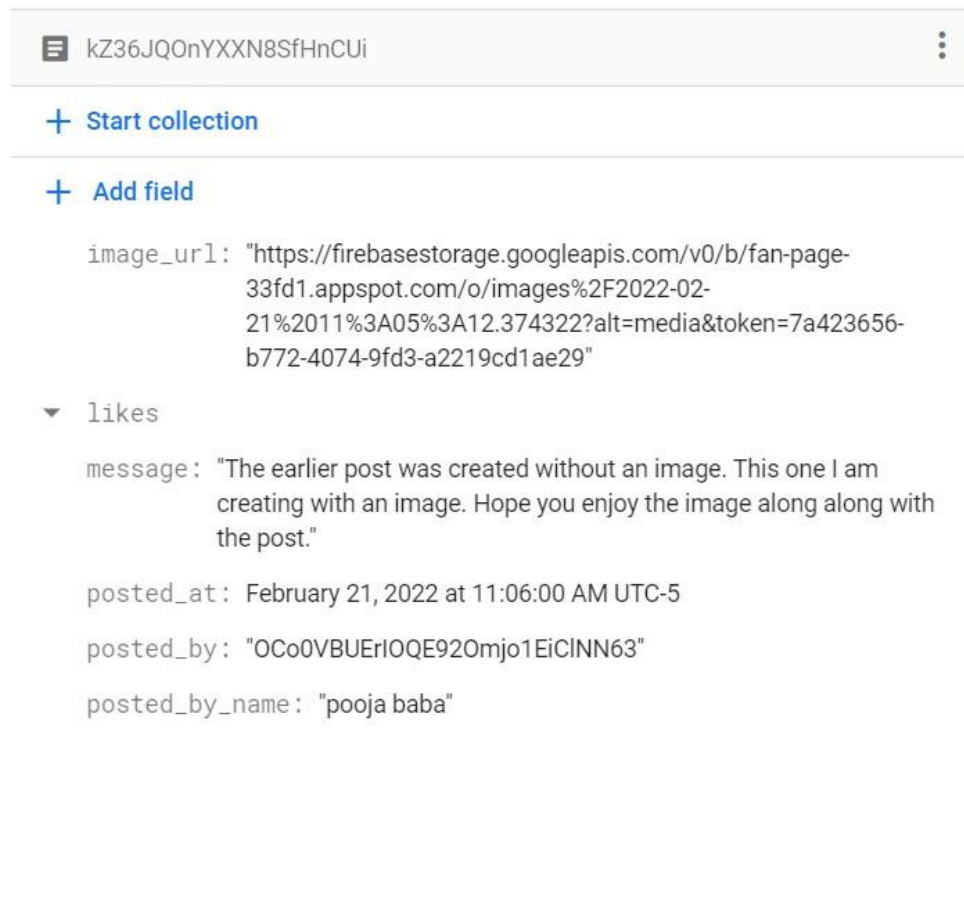 kZ36JQOnYXXN8SfHnCUi
+ Start collection
+ Add field
image_url: "https://firebasestorage.googleapis.com/v0/b/fan-page-
33fd1.appspot.com/o/images%2F2022-02-
21%2011%3A05%3A12.374322?alt=media&token=7a423656-
b772-4074-9fd3-a2219cd1ae29"
likes
message: "The earlier post was created without an image. This one I am
creating with an image. Hope you enjoy the image along along with
the post."
posted_at: February 21, 2022 at 11:06:00 AM UTC-5
posted_by: "OCo0VBUErIOQE92Omjo1EiClNN63"
posted_by_name: "pooja baba"